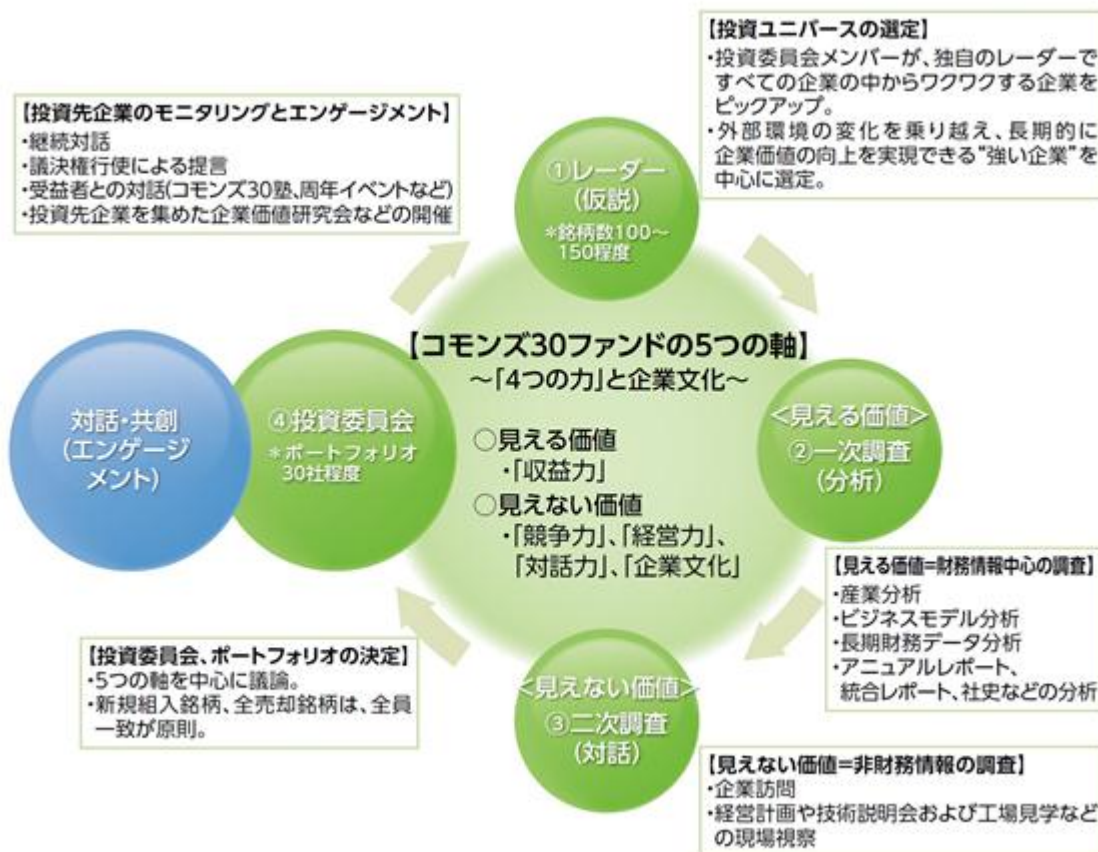 【投資ユニバースの選定】
・投資委員会メンバーが、独自のレーダーで
すべての企業の中からワクワクする企業を
ピックアップ。
・外部環境の変化を乗り越え、長期的に
企業価値の向上を実現できる“強い企業”を
中心に選定。
【投資先企業のモニタリングとエンゲージメント】
・継続対話
・議決権行使による提言
・受益者との対話(コモンズ30塾、周年イベントなど)
・投資先企業を集めた企業価値研究会などの開催
①レーダー
(仮説)
＊銘柄数100～
150程度
【コモンズ30ファンドの5つの軸】
～「4つの力」と企業文化～
○見える価値
・「収益力」
○見えない価値
・「競争力」、「経営力」、
「対話力」、「企業文化」
対話・共創
(エンゲージ
メント)
④投資委員会
＊ポートフォリオ
30社程度
<見える価値>
②一次調査
(分析)
【見える価値=財務情報中心の調査】
・産業分析
・ビジネスモデル分析
・長期財務データ分析
・アニュアルレポート、
統合レポート、社史などの分析
【投資委員会、ポートフォリオの決定】
・5つの軸を中心に議論。
・新規組入銘柄、全売却銘柄は、全員
一致が原則。
<見えない価値>
③二次調査
(対話)
【見えない価値=非財務情報の調査】
・企業訪問
・経営計画や技術説明会および工場見学など
の現場視察